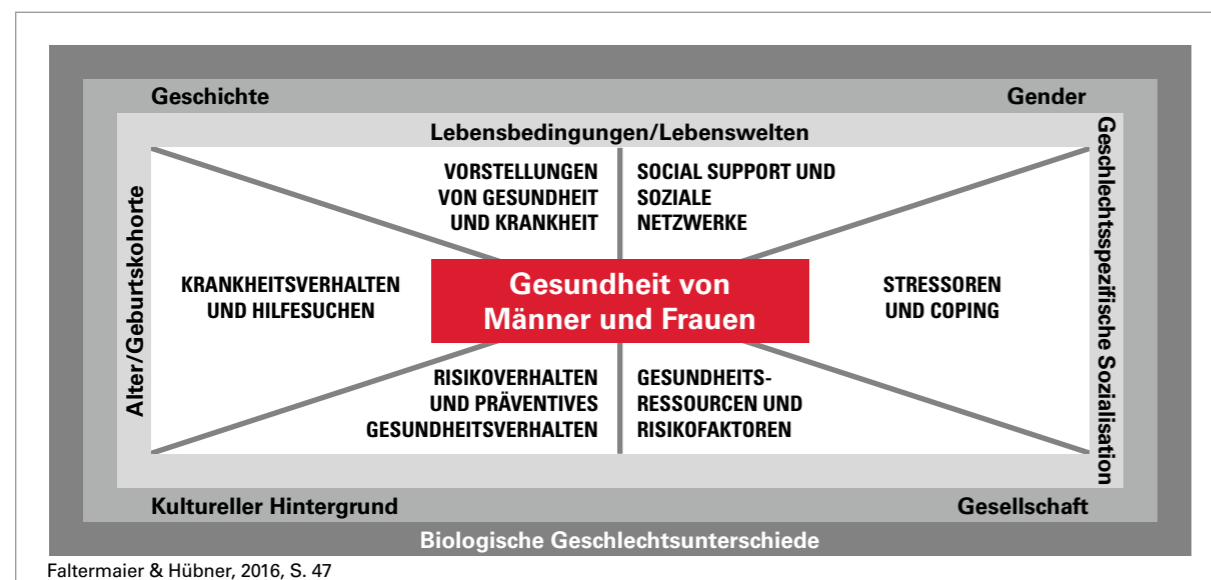 Geschichte
Gender
Lebensbedingungen/Lebenswelten
Alter/Geburtskohorte
Geschlechtsspezifische Sozialisation
VORSTELLUNGEN
VON GESUNDHEIT
UND KRANKHEIT
SOCIAL SUPPORT UND
SOZIALE
NETZWERKE
KRANKHEITSVERHALTEN
UND HILFESUCHEN
Gesundheit von
Männer und Frauen
STRESSOREN
UND COPING
RISIKOVERHALTEN
UND PRÄVENTIVES
GESUNDHEITSVERHALTEN
GESUNDHEITS-
RESSOURCEN UND
RISIKOFAKTOREN
Kultureller Hintergrund
Gesellschaft
Biologische Geschlechtsunterschiede
Faltermaier & Hübner, 2016, S. 47